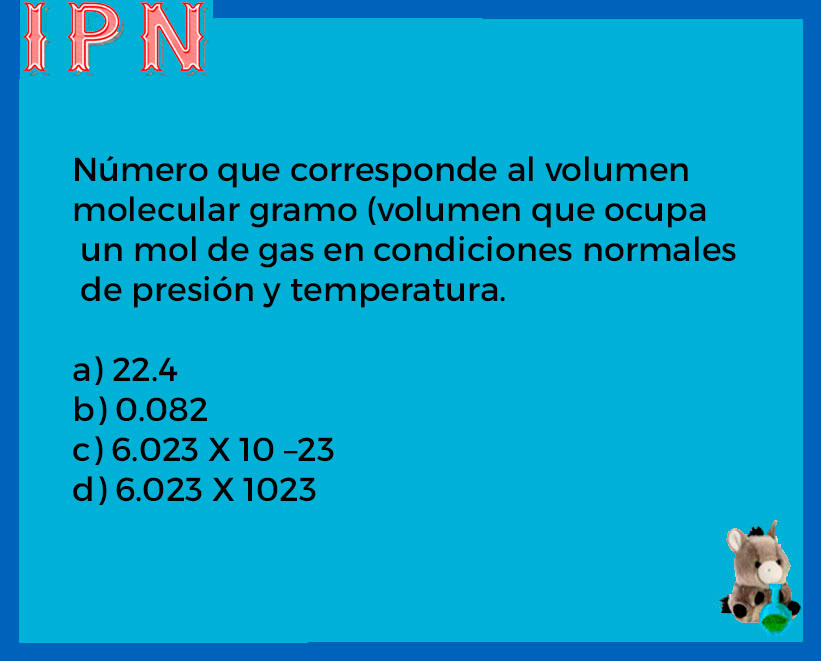 IPN
Número que corresponde al volumen
molecular gramo (volumen que ocupa
un mol de gas en condiciones normales
de presión y temperatura.
a) 22.4
b) 0.082
c) 6.023 X 10 –23
d) 6.023 X 1023